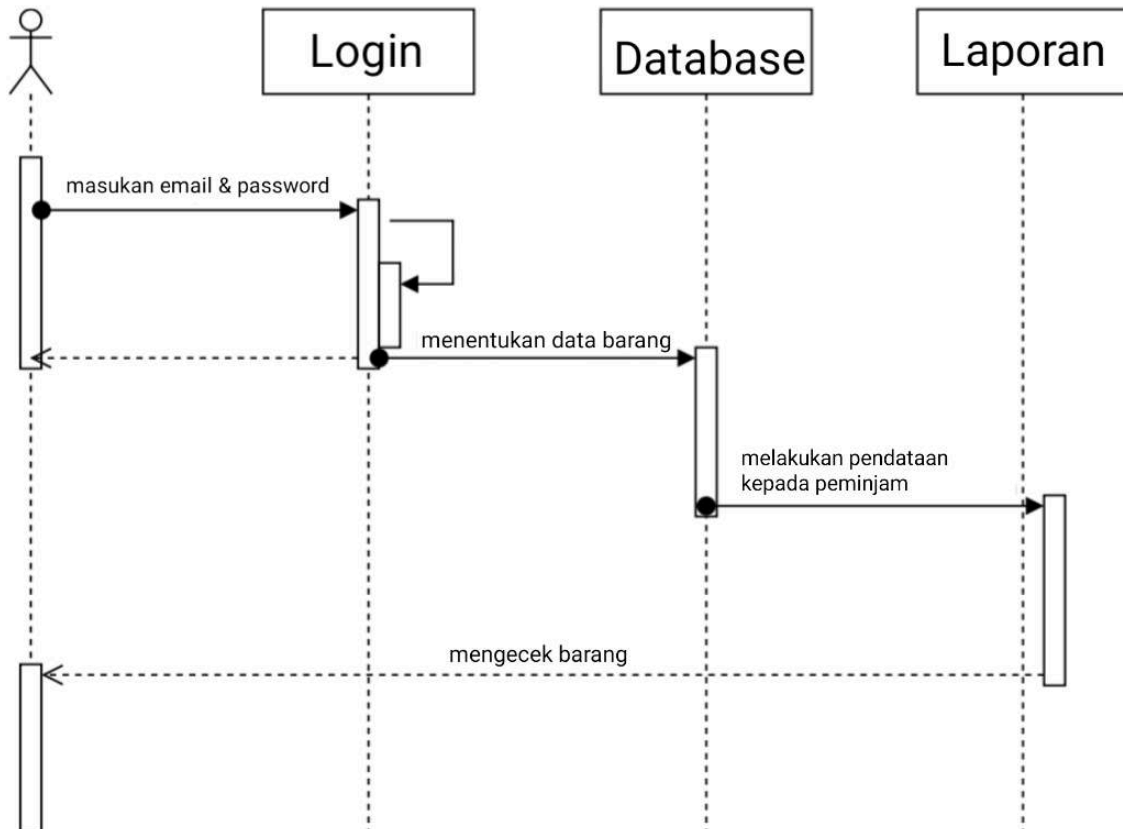 Login
Database
Laporan
masukan email & password
menentukan data barang
melakukan pendataan
kepada peminjam
mengecek barang